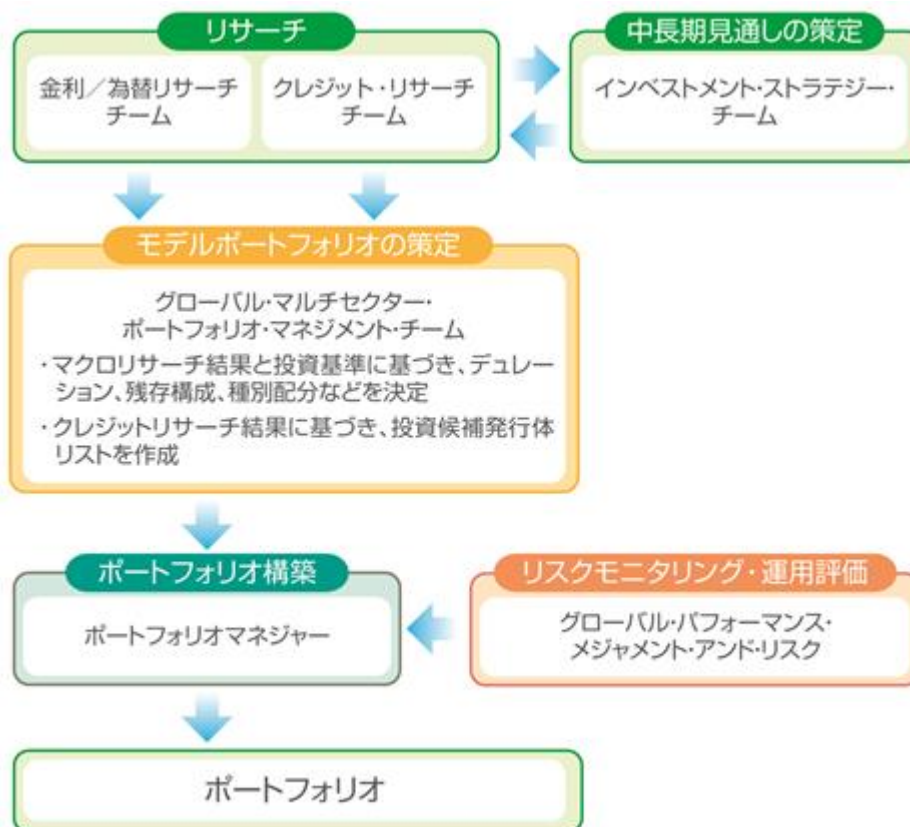 リサーチ
金利／為替リサーチ
チーム
クレジット・リサーチ
チーム
中長期見通しの策定
インベストメント・ストラテジー・
チーム
モデルポートフォリオの策定
グローバル・マルチセクター・
ポートフォリオ・マネジメント・チーム
・マクロリサーチ結果と投資基準に基づき、デュレー
ション、残存構成、種別配分などを決定
・クレジットリサーチ結果に基づき、投資候補発行体
リストを作成
ポートフォリオ構築
ポートフォリオマネジャー
リスクモニタリング・運用評価
グローバル・パフォーマンス・
メジャメント・アンド・リスク
ポートフォリオ